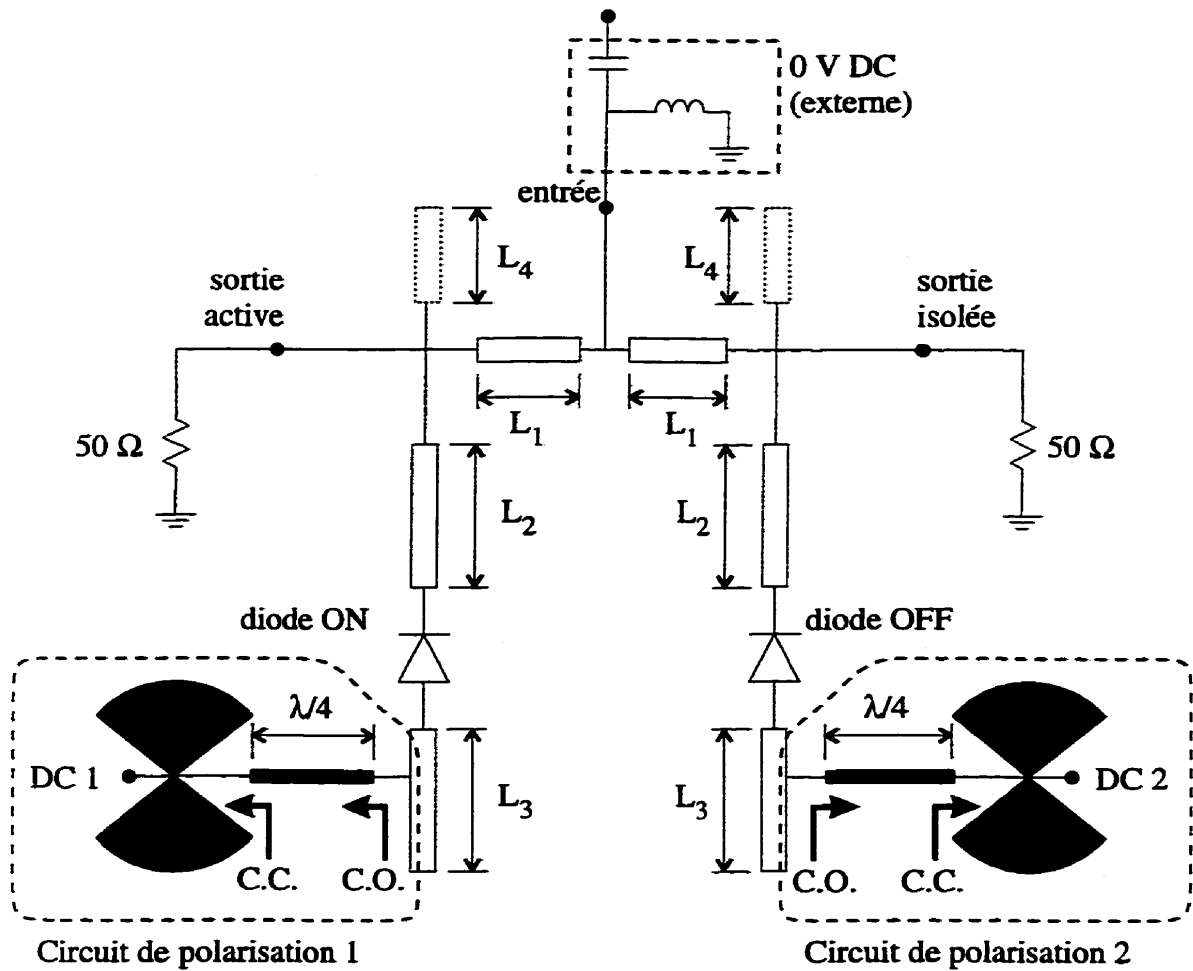 0 V DC
(externe)
entrée
L4
L4
sortie
active
sortie
isolée
50 Ω
L1
L1
50 Ω
L2
L2
diode ON
diode OFF
λ/4
λ/4
DC 1
L3
L3
DC 2
C.C.
C.O.
C.O.
C.C.
Circuit de polarisation 1
Circuit de polarisation 2